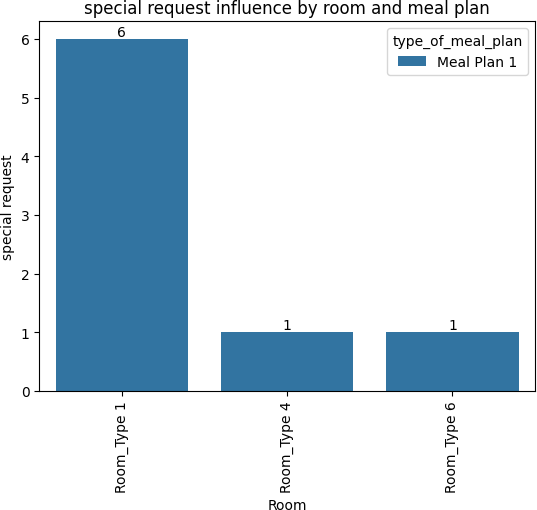 special request influence by room and meal plan
type_of_meal_plan
Meal Plan 1
special request
6
5
4
3
2
1
0
6
1
1
Room_Type 1
Room_Type 4
Room_Type 6
Room